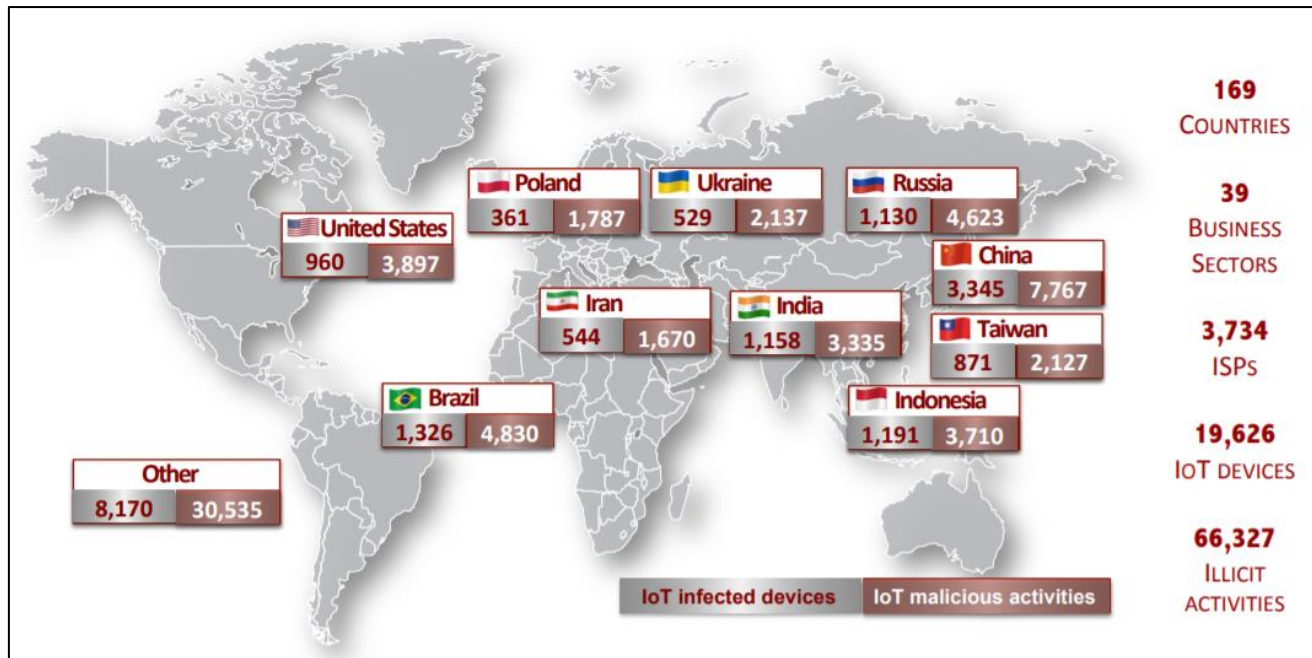 Poland
361 1,787
Ukraine
529 2,137
Russia
1,130 4,623
United States
960 3,897
China
3,345 7,767
Iran
544 1,670
India
1,158 3,335
Taiwan
871 2,127
Brazil
1,326 4,830
Indonesia
1,191 3,710
Other
8,170 30,535
IoT infected devices IoT malicious activities
169
COUNTRIES
39
BUSINESS
SECTORS
3,734
ISPS
19,626
IOT DEVICES
66,327
ILLICIT
ACTIVITIES